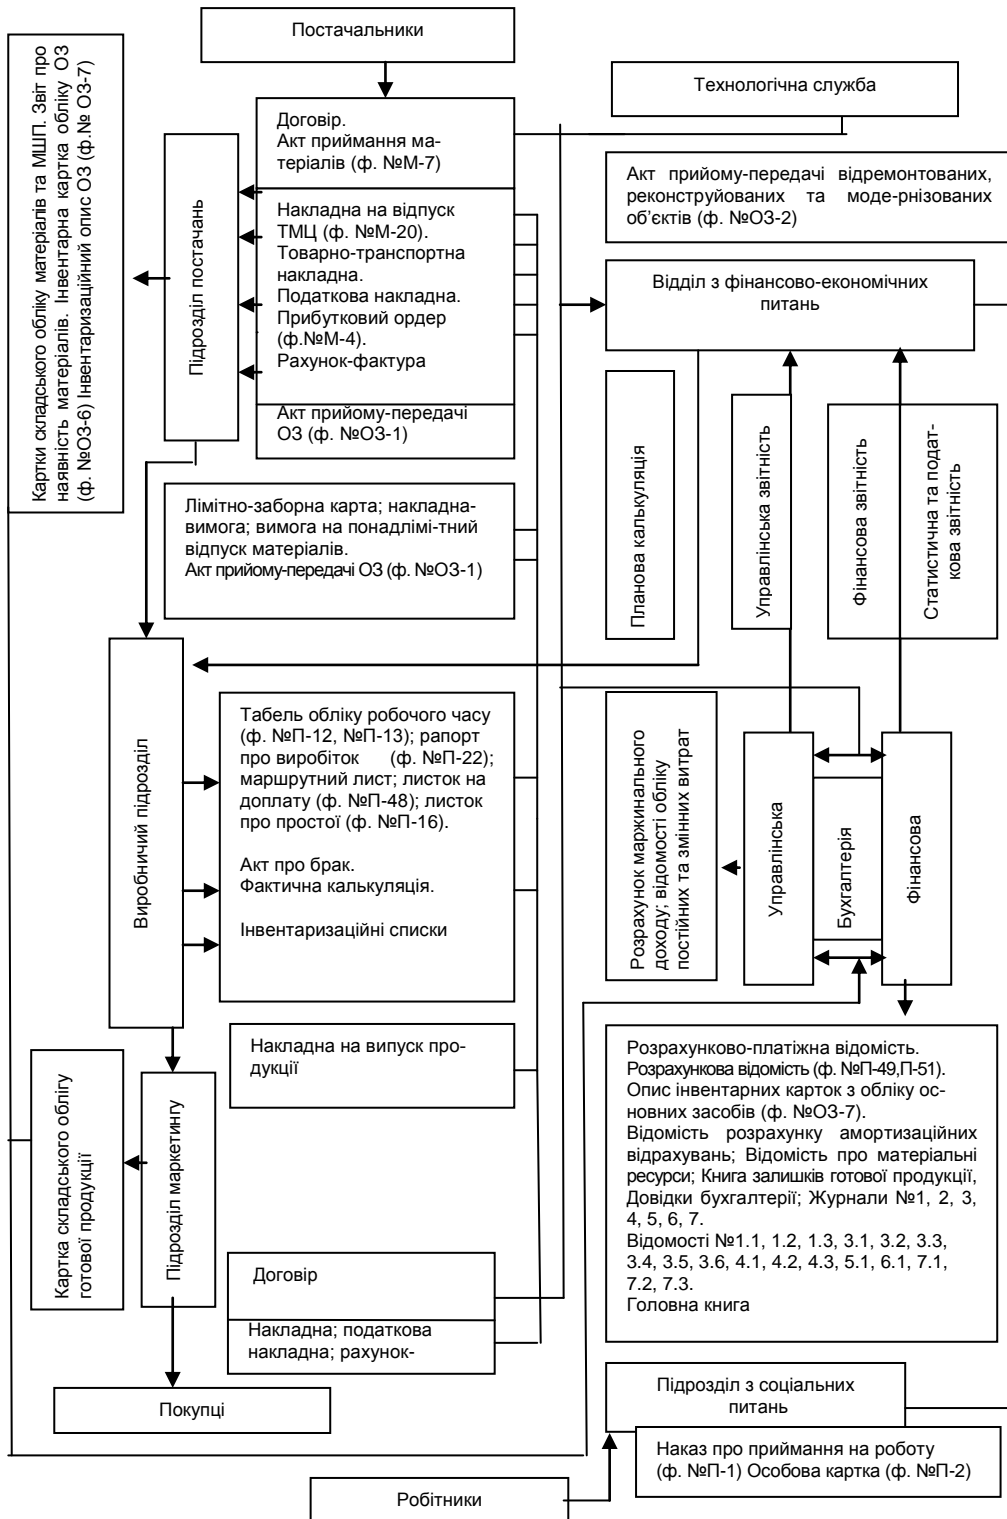 Постачальники
Картки складського обліку матеріалів та МШП. Звіт про
наявність матеріалів. Інвентарна картка обліку ОЗ
(ф. №ОЗ-6) Інвентаризаційний опис ОЗ (ф.№ ОЗ-7)
Підрозділ постачань
Договір.
Акт приймання ма-
теріалів (ф. №М-7)
Накладна на відпуск
ТМЦ (ф. №М-20).
Товарно-транспортна
накладна.
Податкова накладна.
Прибутковий ордер
(ф.№М-4).
Рахунок-фактура
Акт прийому-передачі
ОЗ (ф. №ОЗ-1)
Технологічна служба
Акт прийому-передачі відремонтованих,
реконструйованих та моде-рнізованих
об’єктів (ф. №ОЗ-2)
Відділ з фінансово-економічних
питань
Планова калькуляція
Управлінська звітність
Фінансова звітність
Статистична та подат-
кова звітність
Лімітно-заборна карта; накладна-
вимога; вимога на понадлімі-тний
відпуск матеріалів.
Акт прийому-передачі ОЗ (ф. №ОЗ-1)
Виробничий підрозділ
Табель обліку робочого часу
(ф. №П-12, №П-13); рапорт
про виробіток (ф. №П-22);
маршрутний лист; листок на
доплату (ф. №П-48); листок
про простої (ф. №П-16).
Акт про брак.
Фактична калькуляція.
Інвентаризаційні списки
Розрахунок маржинального
доходу; відомості обліку
постійних та змінних витрат
Управлінська
Бухгалтерія
Фінансова
Накладна на випуск про-
дукції
Картка складського обліґу
готової продукції
Підрозділ маркетингу
Розрахунково-платіжна відомість.
Розрахункова відомість (ф. №П-49,П-51).
Опис інвентарних карток з обліку ос-
новних засобів (ф. №ОЗ-7).
Відомість розрахунку амортизаційних
відрахувань; Відомість про матеріальні
ресурси; Книга залишків готової продукції,
Довідки бухгалтерії; Журнали №1, 2, 3,
4, 5, 6, 7.
Відомості №1.1, 1.2, 1.3, 3.1, 3.2, 3.3,
3.4, 3.5, 3.6, 4.1, 4.2, 4.3, 5.1, 6.1, 7.1,
7.2, 7.3.
Головна книга
Договір
Накладна; податкова
накладна; рахунок-
Покупці
Підрозділ з соціальних
питань
Наказ про приймання на роботу
(ф. №П-1) Особова картка (ф. №П-2)
Робітники